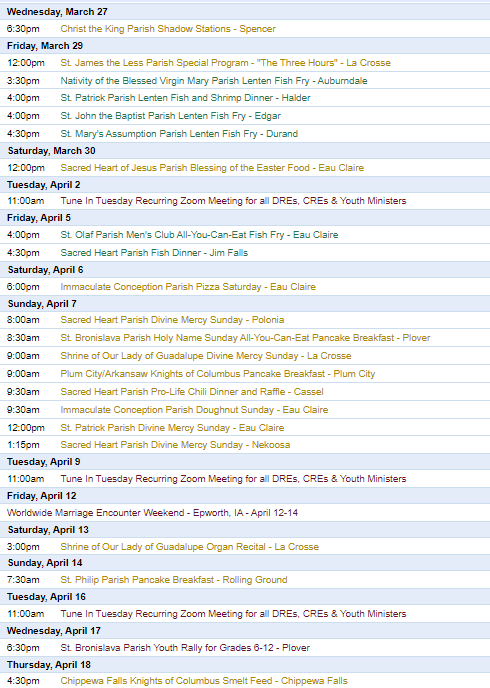 Wednesday, March 27
6:30pm Christ the King Parish Shadow Stations - Spencer
Friday, March 29
12:00pm St. James the Less Parish Special Program - "The Three Hours" - La Crosse
3:30pm Nativity of the Blessed Virgin Mary Parish Lenten Fish Fry - Auburndale
4:00pm St. Patrick Parish Lenten Fish and Shrimp Dinner - Halder
4:00pm St. John the Baptist Parish Lenten Fish Fry - Edgar
4:30pm St. Mary's Assumption Parish Lenten Fish Fry - Durand
Saturday, March 30
12:00pm Sacred Heart of Jesus Parish Blessing of the Easter Food - Eau Claire
Tuesday, April 2
11:00am Tune In Tuesday Recurring Zoom Meeting for all DREs, CREs & Youth Ministers
Friday, April 5
4:00pm St. Olaf Parish Men's Club All-You-Can-Eat Fish Fry - Eau Claire
4:30pm Sacred Heart Parish Fish Dinner - Jim Falls
Saturday, April 6
6:00pm Immaculate Conception Parish Pizza Saturday - Eau Claire
Sunday, April 7
8:00am Sacred Heart Parish Divine Mercy Sunday - Polonia
8:30am St. Bronislava Parish Holy Name Sunday All-You-Can-Eat Pancake Breakfast - Plover
9:00am Shrine of Our Lady of Guadalupe Divine Mercy Sunday - La Crosse
9:00am Plum City/Arkansaw Knights of Columbus Pancake Breakfast - Plum City
9:30am Sacred Heart Parish Pro-Life Chili Dinner and Raffle - Cassel
9:30am Immaculate Conception Parish Doughnut Sunday - Eau Claire
12:00pm St. Patrick Parish Divine Mercy Sunday - Eau Claire
1:15pm Sacred Heart Parish Divine Mercy Sunday - Nekoosa
Tuesday, April 9
11:00am Tune In Tuesday Recurring Zoom Meeting for all DREs, CREs & Youth Ministers
Friday, April 12
Worldwide Marriage Encounter Weekend - Epworth, IA - April 12-14
Saturday, April 13
3:00pm Shrine of Our Lady of Guadalupe Organ Recital - La Crosse
Sunday, April 14
7:30am St. Philip Parish Pancake Breakfast - Rolling Ground
Tuesday, April 16
11:00am Tune In Tuesday Recurring Zoom Meeting for all DREs, CREs & Youth Ministers
Wednesday, April 17
6:30pm St. Bronislava Parish Youth Rally for Grades 6-12 - Plover
Thursday, April 18
4:30pm Chippewa Falls Knights of Columbus Smelt Feed - Chippewa Falls